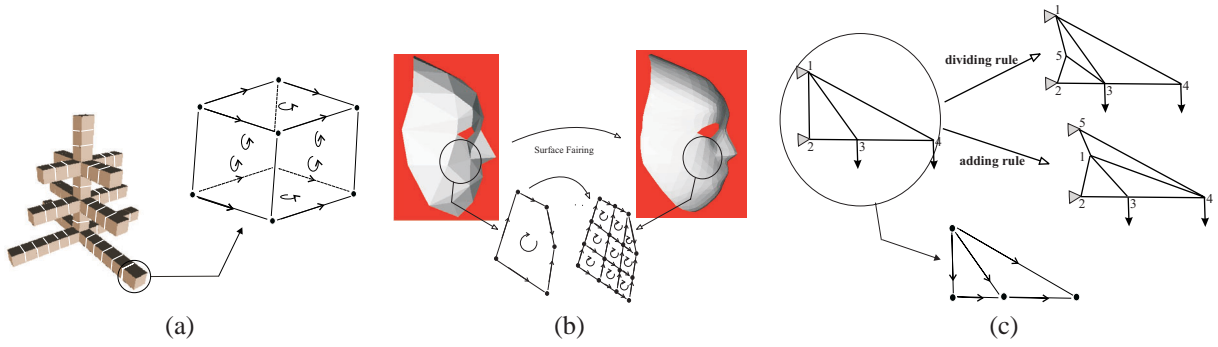 Surface Fairing
. . .
1
2
3
4
dividing rule
adding rule
1
5
2
3
4
5
1
2
3
4
(a)
(b)
(c)